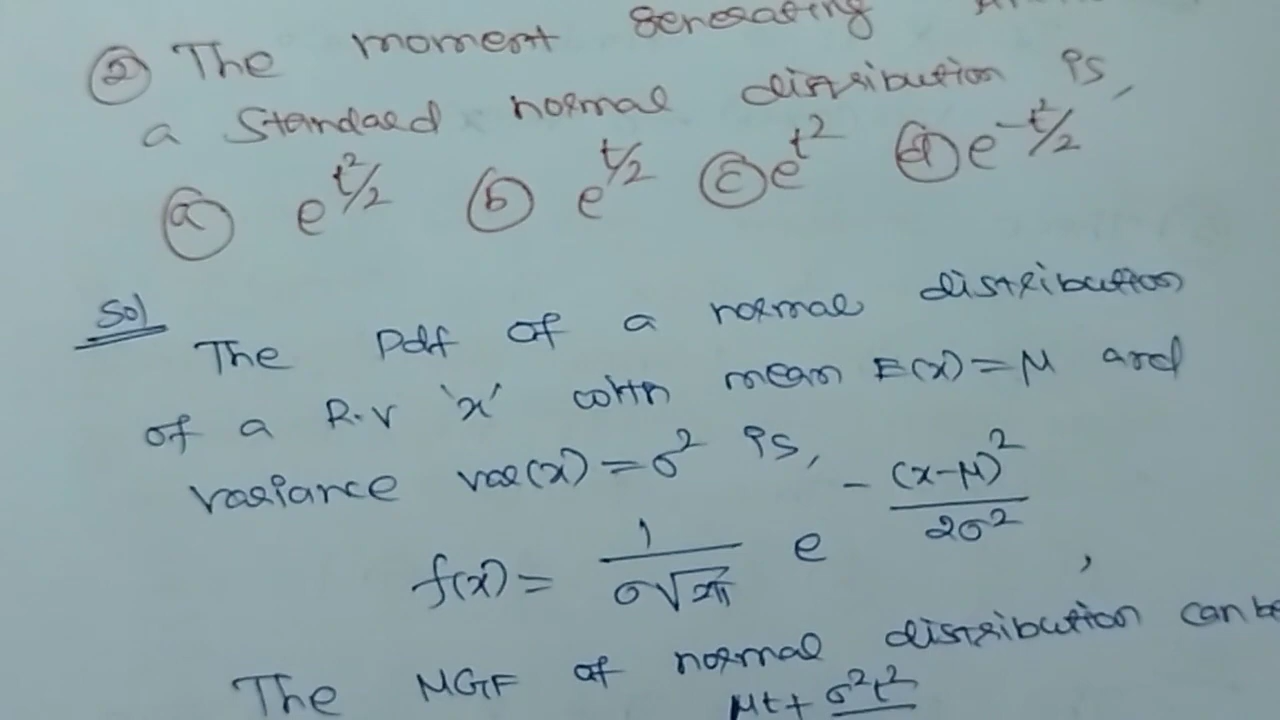 ② The moment generating
a Standard normal distribution is,
ⓐ e^{t²/2} ⓑ e^{t/2} ⓒ e^{t²} ⓓ e^{-t²/2}
Sol
The Pdf of a normal distribution
of a R.V 'x' with mean E(x)=μ and
variance var(x)=σ² is,
f(x)= 1/(σ√2π) e^{-(x-μ)²/2σ²} ,
The MGF of normal distribution can be
μt + σ²t²